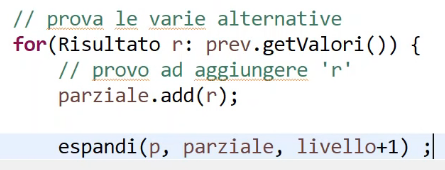 // prova le varie alternative
for(Risultato r: prev.getValori()) {
// provo ad aggiungere 'r'
parziale.add(r);
espandi(p, parziale, livello+1) ;